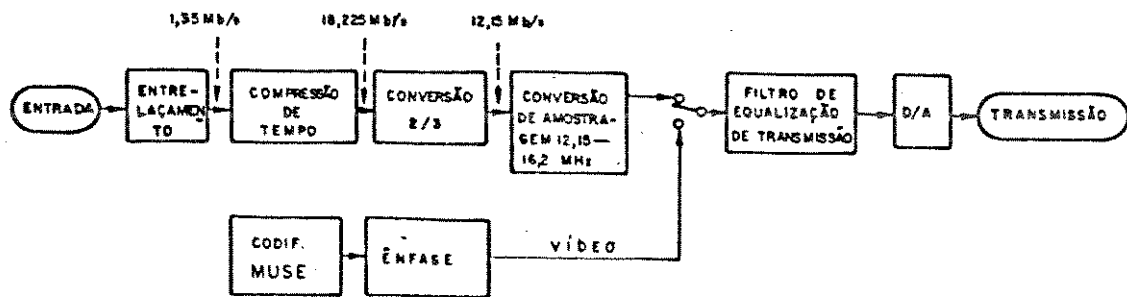 1,35 Mb/s
18,225 Mb/s
12,15 Mb/s
ENTRADA
ENTRE-
LAÇAMEN
TO
COMPRESSÃO
DE
TEMPO
CONVERSÃO
2/3
CONVERSÃO
DE AMOSTRA-
GEM 12,15—
16,2 MHz
FILTRO DE
EQUALIZAÇÃO
DE TRANSMISSÃO
D/A
TRANSMISSÃO
CODIF.
MUSE
ÊNFASE
VÍDEO